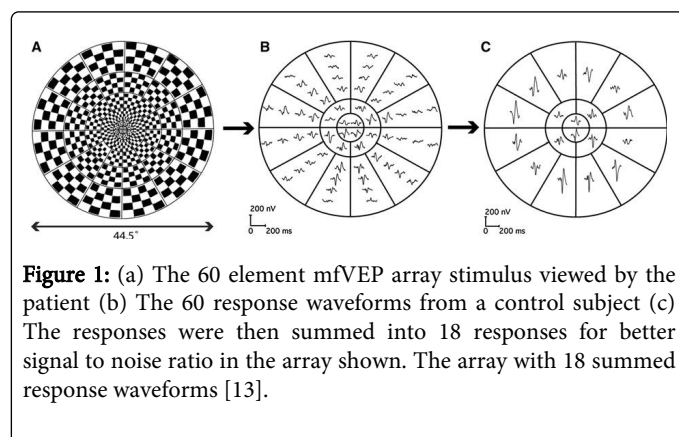 A
B
C
44.5°
200 nV
0 200 ms
200 nV
0 200 ms
Figure 1: (a) The 60 element mfVEP array stimulus viewed by the
patient (b) The 60 response waveforms from a control subject (c)
The responses were then summed into 18 responses for better
signal to noise ratio in the array shown. The array with 18 summed
response waveforms [13].